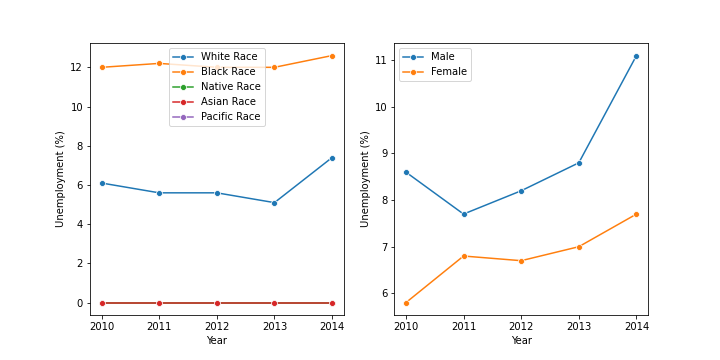 White Race
Black Race
Native Race
Asian Race
Pacific Race
Unemployment (%)
12
10
8
6
4
2
0
2010 2011 2012 2013 2014
Year
Male
Female
Unemployment (%)
11
10
9
8
7
6
2010 2011 2012 2013 2014
Year